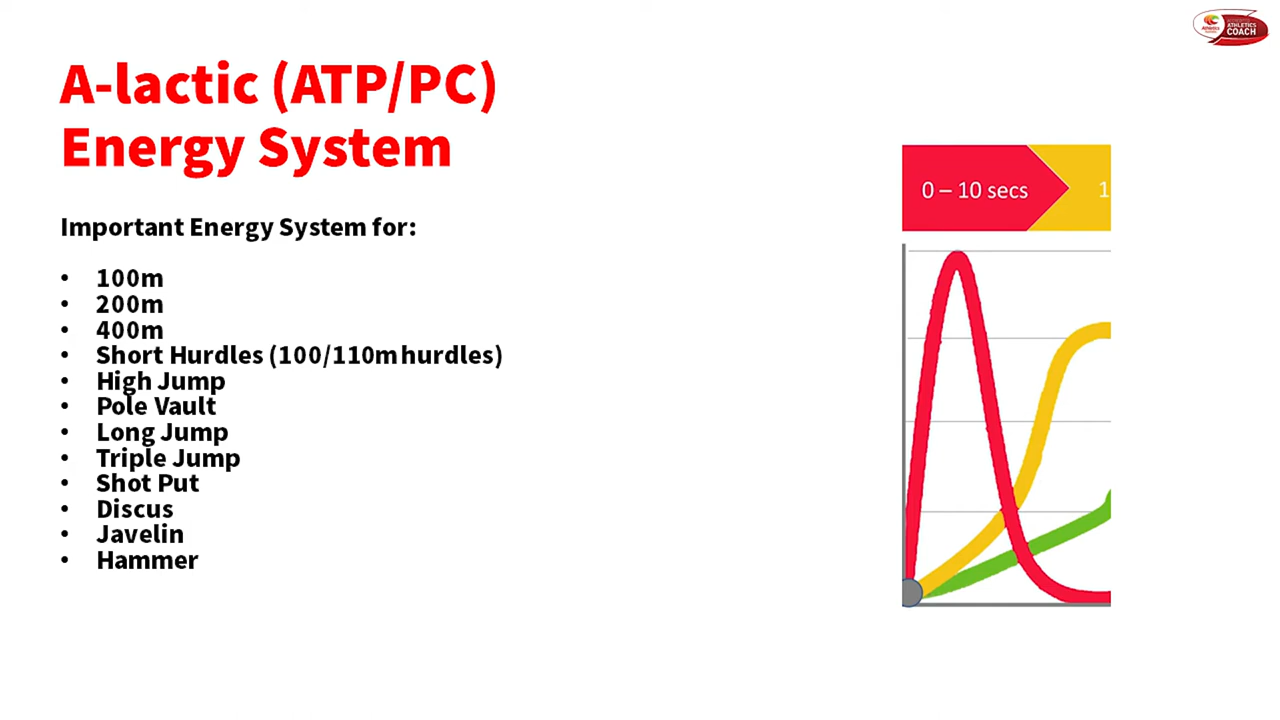 A-lactic (ATP/PC)
Energy System
Important Energy System for:
• 100m
• 200m
• 400m
• Short Hurdles (100/110m hurdles)
• High Jump
• Pole Vault
• Long Jump
• Triple Jump
• Shot Put
• Discus
• Javelin
• Hammer
0 – 10 secs
1
ATHLETICS
COACH